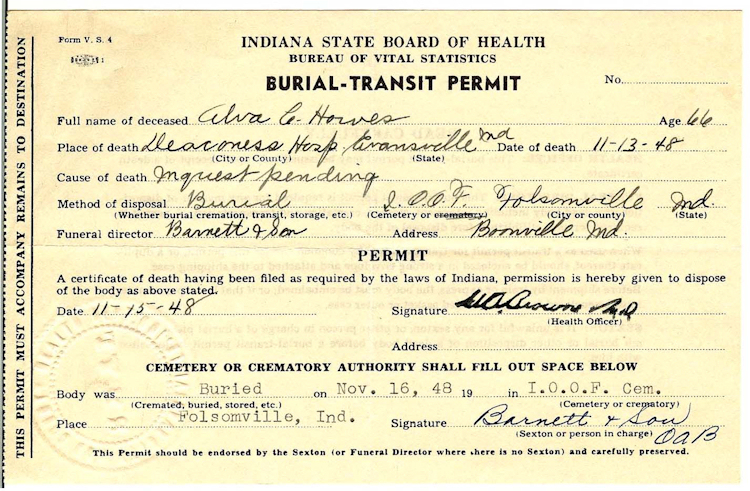 Form V. S. 4
INDIANA STATE BOARD OF HEALTH
BUREAU OF VITAL STATISTICS
BURIAL-TRANSIT PERMIT
No.
Full name of deceased Alva C. Howes Age 66
Place of death Deaconess Hosp. Evansville Ind Date of death 11-13-48
(City or County) (State)
Cause of death Inquest pending
Method of disposal Burial I.O.O.F. Folsomville Ind.
(Whether burial cremation, transit, storage, etc.) (Cemetery or crematory) (City or county) (State)
Funeral director Barnett & Son Address Boonville Ind.
PERMIT
A certificate of death having been filed as required by the laws of Indiana, permission is hereby given to dispose
of the body as above stated.
Date 11-15-48 Signature
(Health Officer)
Address
CEMETERY OR CREMATORY AUTHORITY SHALL FILL OUT SPACE BELOW
Body was Buried on Nov. 16, 48 19 in I.O.O.F. Cem.
(Cremated, buried, stored, etc.) (Cemetery or crematory)
Place Folsomville, Ind. Signature Barnett & Son
(Sexton or person in charge) OaB
This Permit should be endorsed by the Sexton (or Funeral Director where there is no Sexton) and carefully preserved.
THIS PERMIT MUST ACCOMPANY REMAINS TO DESTINATION